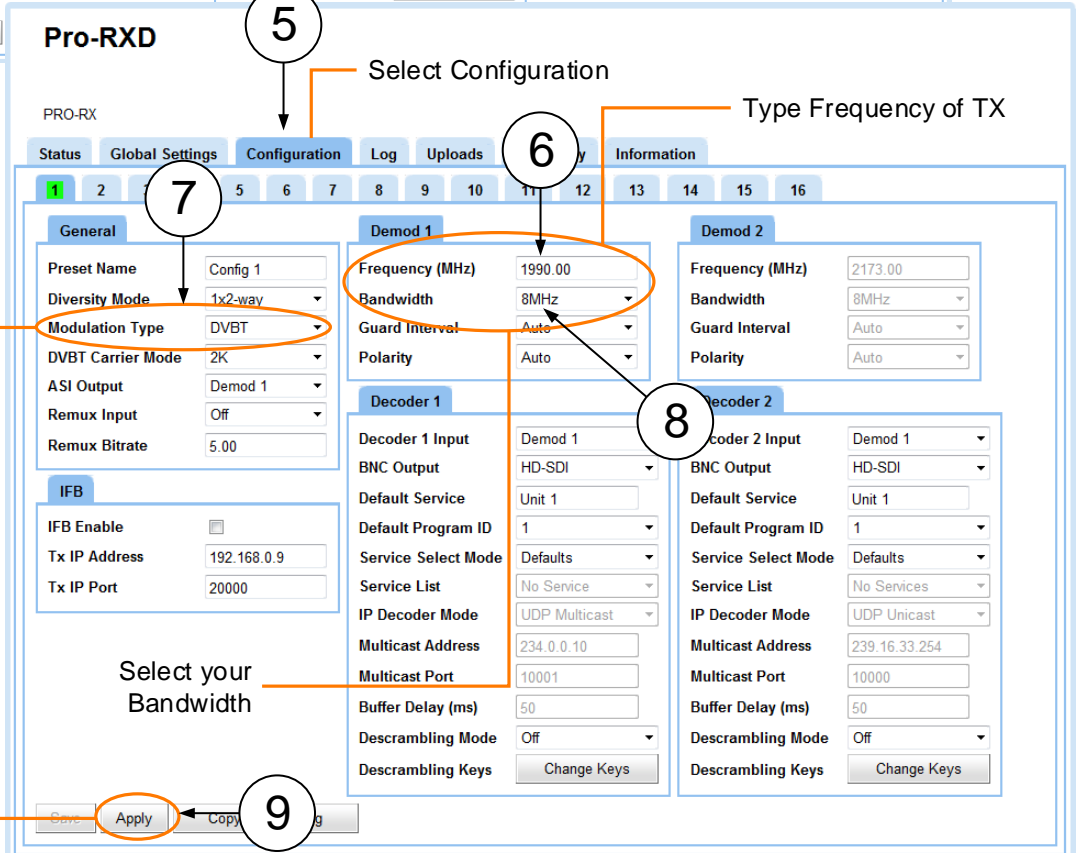 Pro-RXD
5
Select Configuration
PRO-RX
Type Frequency of TX
Status Global Settings Configuration Log Uploads Information
6
1 2 5 6 7 8 9 10 11 12 13 14 15 16
7
General
Preset Name Config 1
Diversity Mode 1x2-way
Modulation Type DVBT
DVBT Carrier Mode 2K
ASI Output Demod 1
Remux Input Off
Remux Bitrate 5.00
IFB
IFB Enable
Tx IP Address 192.168.0.9
Tx IP Port 20000
Demod 1
Frequency (MHz) 1990.00
Bandwidth 8MHz
Guard Interval Auto
Polarity Auto
Demod 2
Frequency (MHz) 2173.00
Bandwidth 8MHz
Guard Interval Auto
Polarity Auto
8
Decoder 1
Decoder 1 Input Demod 1
BNC Output HD-SDI
Default Service Unit 1
Default Program ID 1
Service Select Mode Defaults
Service List No Service
IP Decoder Mode UDP Multicast
Multicast Address 234.0.0.10
Multicast Port 10001
Buffer Delay (ms) 50
Descrambling Mode Off
Descrambling Keys Change Keys
Decoder 2
Decoder 2 Input Demod 1
BNC Output HD-SDI
Default Service Unit 1
Default Program ID 1
Service Select Mode Defaults
Service List No Services
IP Decoder Mode UDP Unicast
Multicast Address 239.16.33.254
Multicast Port 10000
Buffer Delay (ms) 50
Descrambling Mode Off
Descrambling Keys Change Keys
Select your
Bandwidth
Save Apply Copy
9